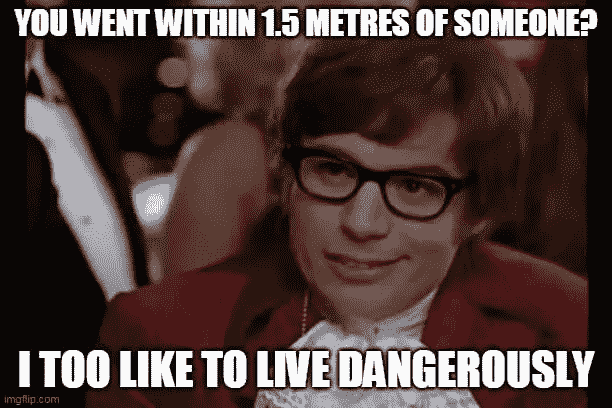 YOU WENT WITHIN 1.5 METRES OF SOMEONE?
I TOO LIKE TO LIVE DANGEROUSLY
imgflip.com